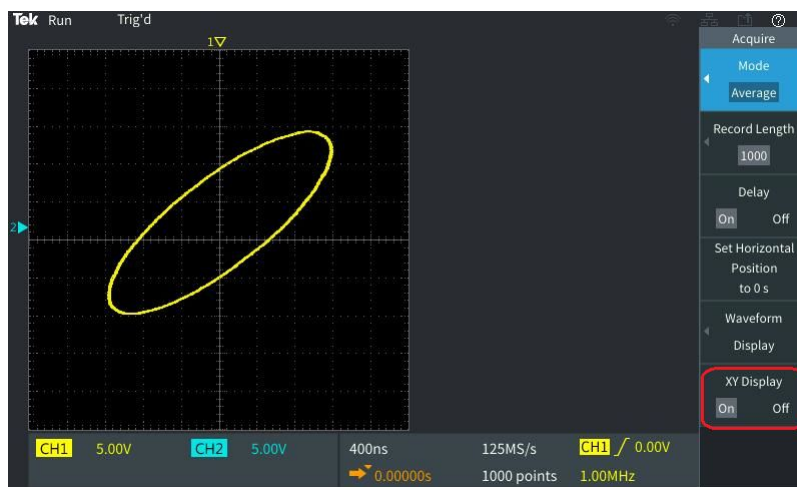 Tek Run Trig'd
?
1
2
Acquire
Mode
Average
Record Length
1000
Delay
On Off
Set Horizontal
Position
to 0 s
Waveform
Display
XY Display
On Off
CH1 5.00V CH2 5.00V 400ns 125MS/s CH1 0.00V
0.00000s 1000 points 1.00MHz